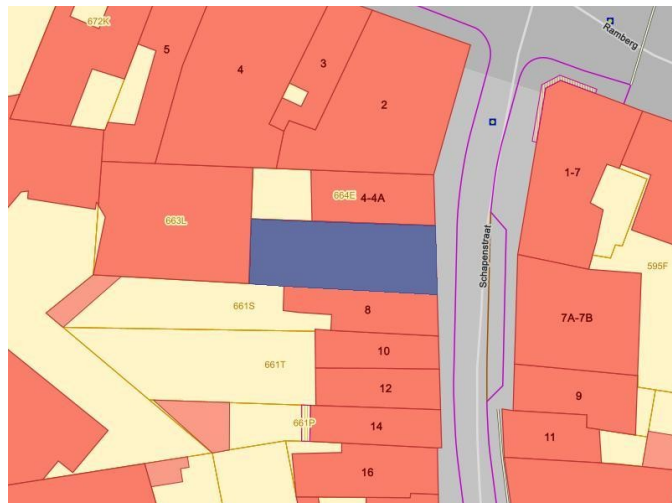 672K
5
4
3
2
Ramberg
1-7
664E
4-4A
663L
Schapenstraat
595F
661S
8
7A-7B
10
661T
12
9
661P
14
11
16